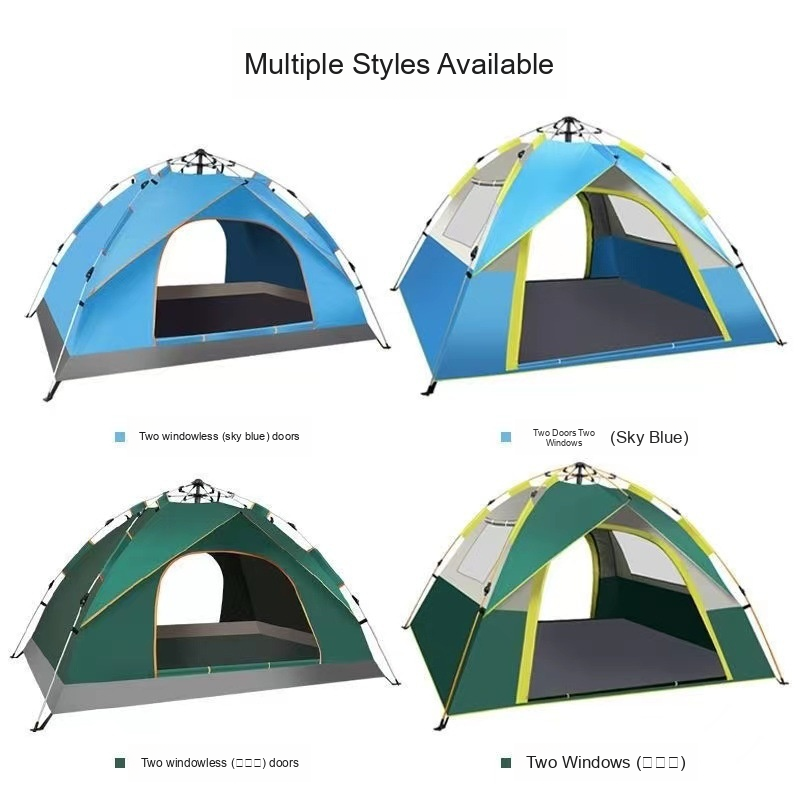 Multiple Styles Available
Two windowless (sky blue) doors
Two Doors Two
Windows
(Sky Blue)
Two windowless (□□□) doors
Two Windows (□□□)